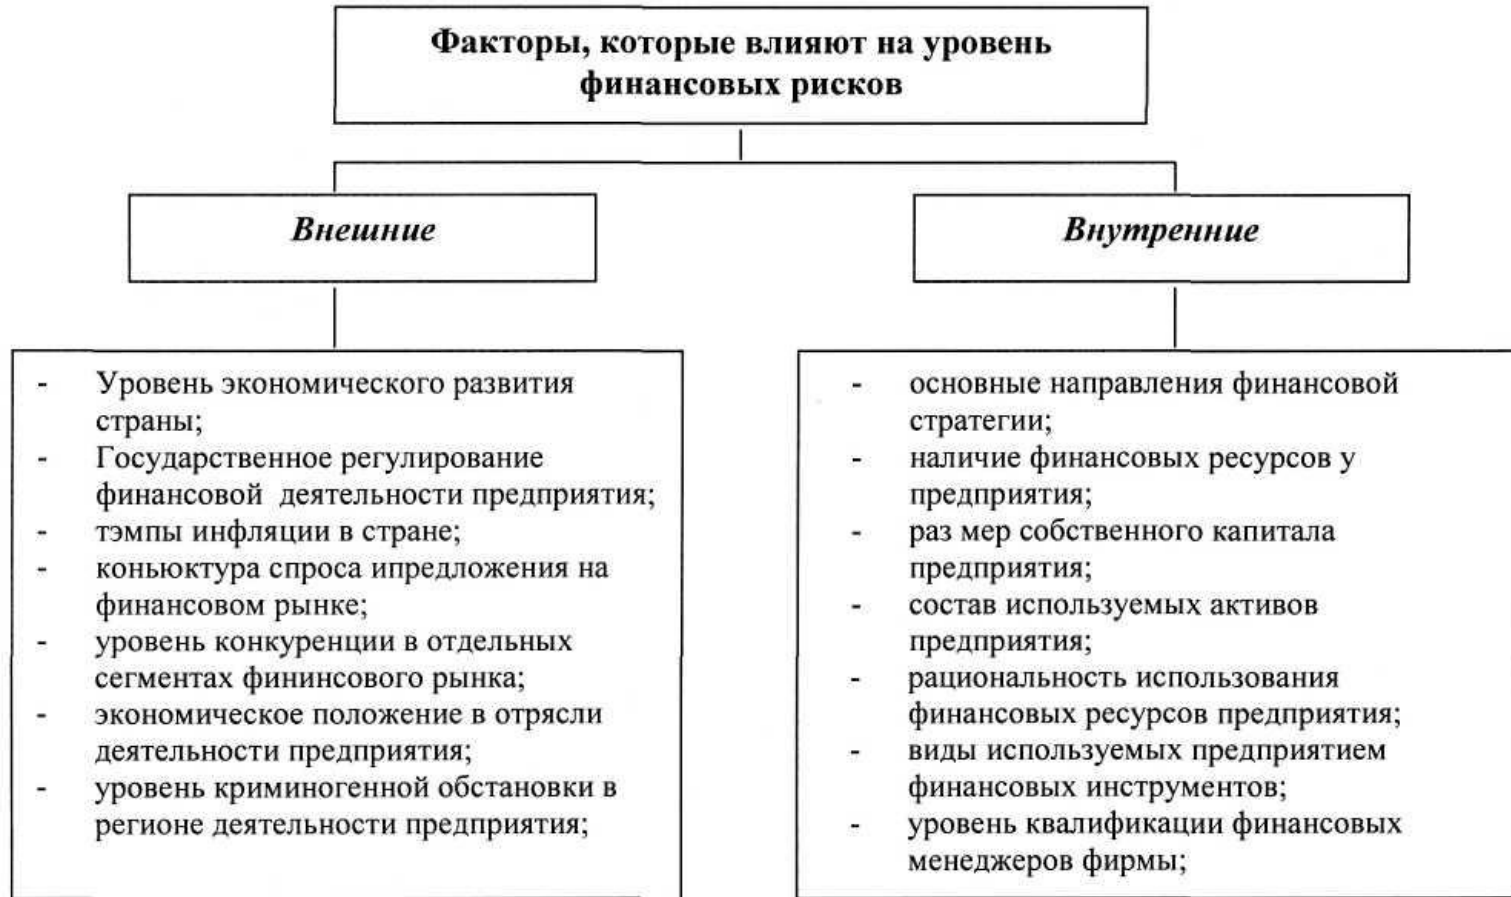 Факторы, которые влияют на уровень
финансовых рисков
Внешние
Внутренние
- Уровень экономического развития
страны;
- Государственное регулирование
финансовой деятельности предприятия;
- тэмпы инфляции в стране;
- коньюктура спроса ипредложения на
финансовом рынке;
- уровень конкуренции в отдельных
сегментах фининсового рынка;
- экономическое положение в отрясли
деятельности предприятия;
- уровень криминогенной обстановки в
регионе деятельности предприятия;
- основные направления финансовой
стратегии;
- наличие финансовых ресурсов у
предприятия;
- раз мер собственного капитала
предприятия;
- состав используемых активов
предприятия;
- рациональность использования
финансовых ресурсов предприятия;
- виды используемых предприятием
финансовых инструментов;
- уровень квалификации финансовых
менеджеров фирмы;